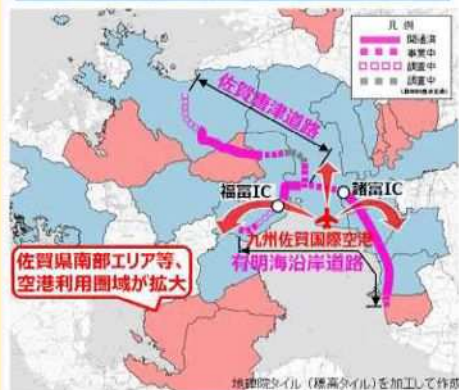 凡例
開通済
事業中
調査中
調査中
佐賀唐津道路
福富IC
諸富IC
九州佐賀国際空港
有明海沿岸道路
佐賀県南部エリア等、
空港利用圏域が拡大
地理院タイル(標高タイル)を加工して作成